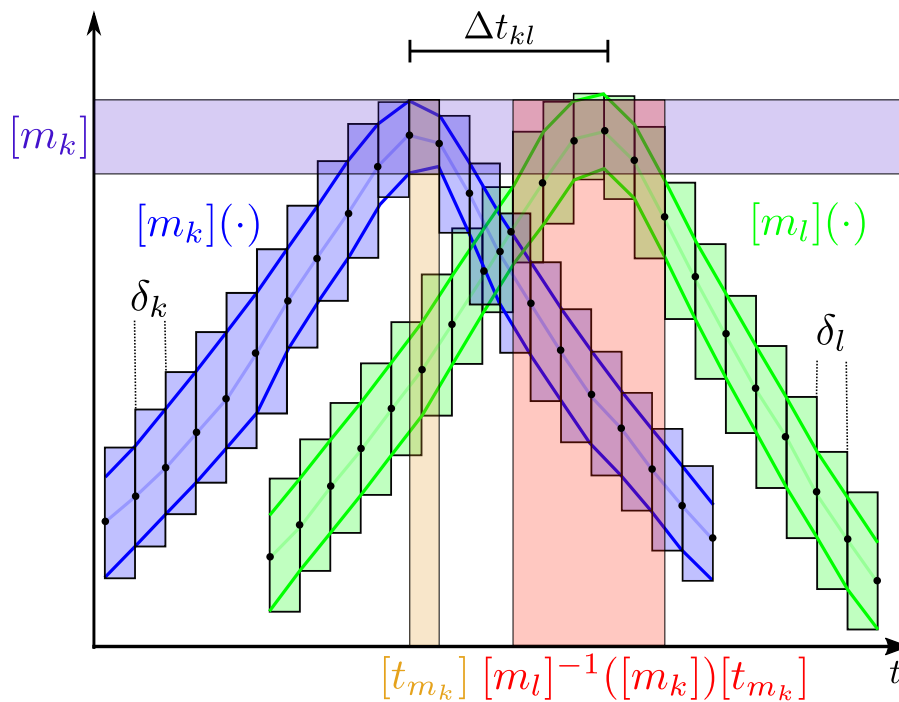 Δt_{kl}
[m_k]
[m_k](·)
[m_l](·)
δ_k
δ_l
t
[t_{m_k}] [m_l]^{-1}([m_k])[t_{m_k}]